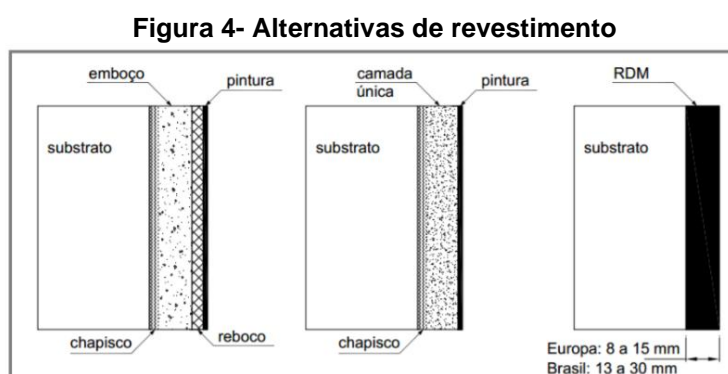 Figura 4- Alternativas de revestimento
emboço
pintura
substrato
chapisco
reboco
camada
única
pintura
substrato
chapisco
RDM
substrato
Europa: 8 a 15 mm
Brasil: 13 a 30 mm